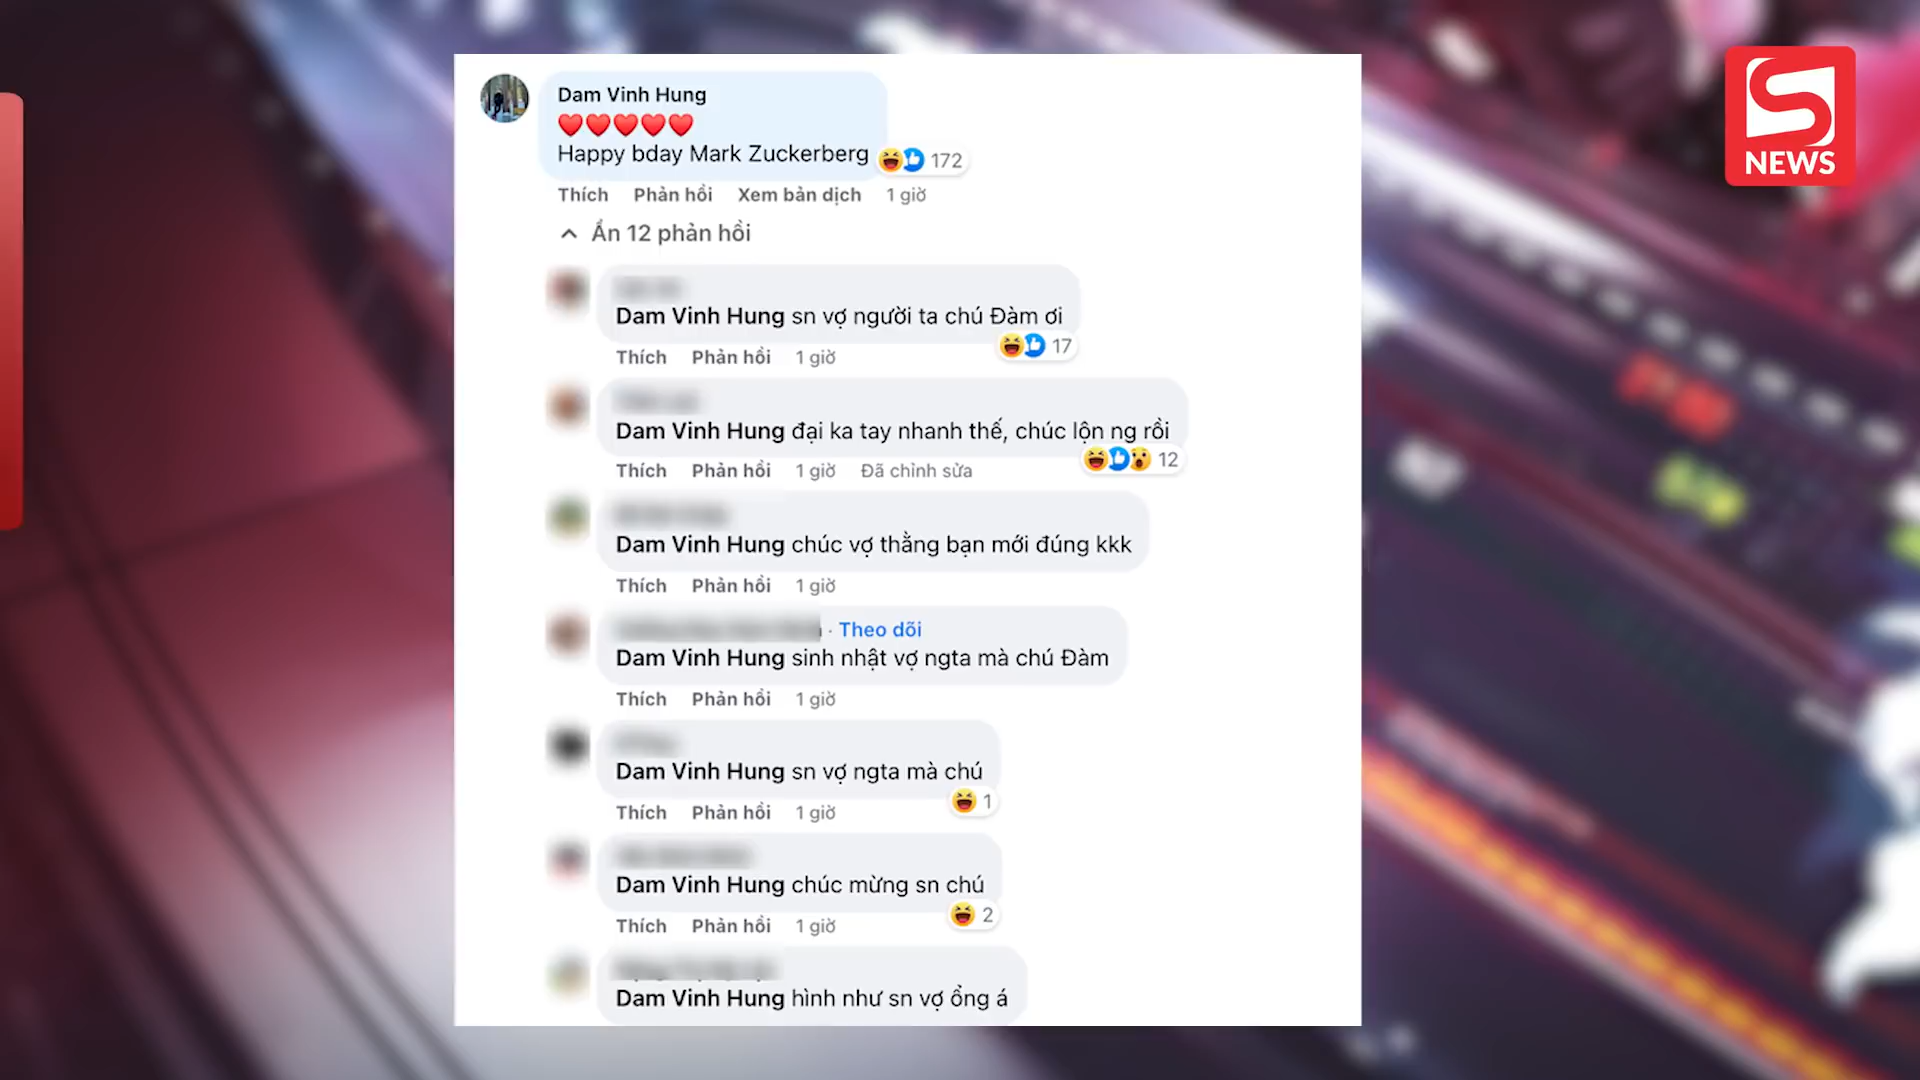 Dam Vinh Hung
❤❤❤❤❤
Happy bday Mark Zuckerberg
172
Thích Phản hồi Xem bản dịch 1 giờ
Ẩn 12 phản hồi
Dam Vinh Hung sn vợ người ta chú Đàm ơi
17
Thích Phản hồi 1 giờ
Dam Vinh Hung đại ka tay nhanh thế, chúc lộn ng rồi
12
Thích Phản hồi 1 giờ Đã chỉnh sửa
Dam Vinh Hung chúc vợ thằng bạn mới đúng kkk
Thích Phản hồi 1 giờ
· Theo dõi
Dam Vinh Hung sinh nhật vợ ngta mà chú Đàm
Thích Phản hồi 1 giờ
Dam Vinh Hung sn vợ ngta mà chú
1
Thích Phản hồi 1 giờ
Dam Vinh Hung chúc mừng sn chú
2
Thích Phản hồi 1 giờ
Dam Vinh Hung hình như sn vợ ổng á
S
NEWS